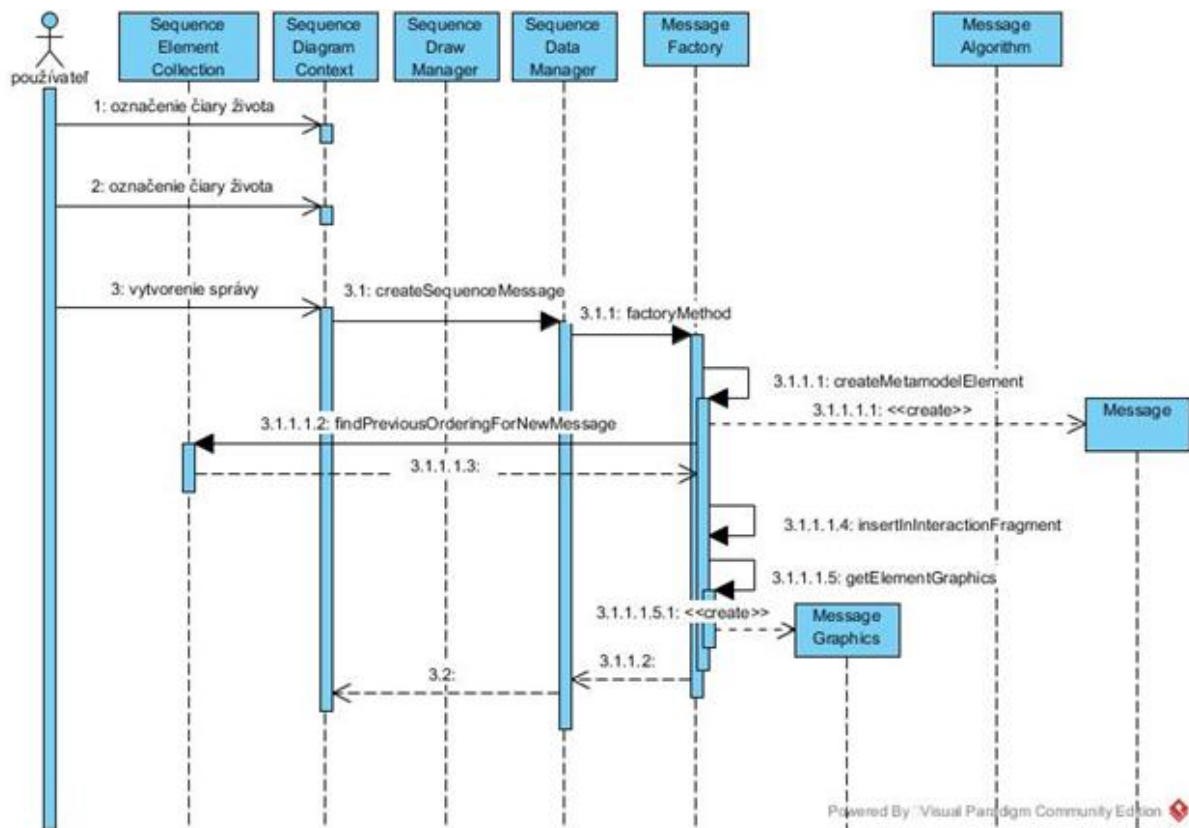 Sequence
Element
Collection
Sequence
Diagram
Context
Sequence
Draw
Manager
Sequence
Data
Manager
Message
Factory
Message
Algorithm
používateľ
1: označenie čiary života
2: označenie čiary života
3: vytvorenie správy
3.1: createSequenceMessage
3.1.1: factoryMethod
3.1.1.1: createMetamodelElement
3.1.1.1.1: <<create>>
Message
3.1.1.1.2: findPreviousOrderingForNewMessage
3.1.1.1.3:
3.1.1.1.4: insertInInteractionFragment
3.1.1.1.5: getElementGraphics
3.1.1.1.5.1: <<create>>
Message
Graphics
3.1.1.2:
3.2:
Powered By Visual Paradigm Community Edition